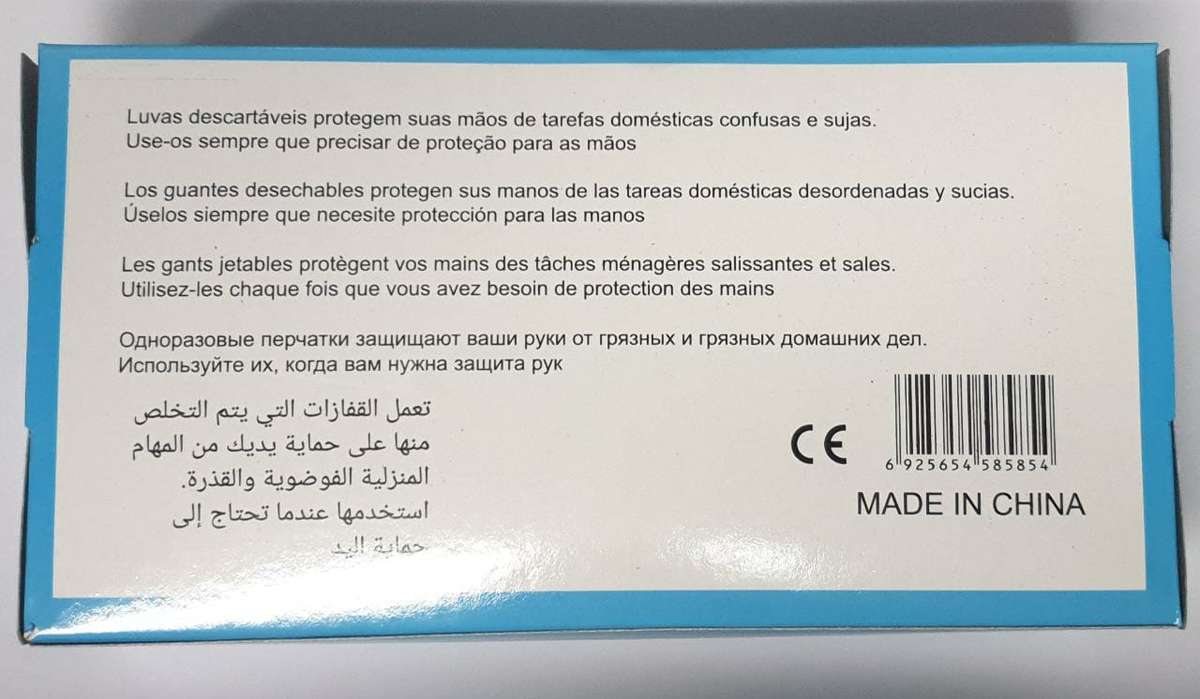 Luvas descartáveis protegem suas mãos de tarefas domésticas confusas e sujas.
Use-os sempre que precisar de proteção para as mãos
Los guantes desechables protegen sus manos de las tareas domésticas desordenadas y sucias.
Úselos siempre que necesite protección para las manos
Les gants jetables protègent vos mains des tâches ménagères salissantes et sales.
Utilisez-les chaque fois que vous avez besoin de protection des mains
Одноразовые перчатки защищают ваши руки от грязных и грязных домашних дел.
Используйте их, когда вам нужна защита рук
تعمل القفازات التي يتم التخلص
منها على حماية يديك من المهام
المنزلية الفوضوية والقذرة.
استخدمها عندما تحتاج إلى
حماية اليد
CE
6 925654 585854
MADE IN CHINA